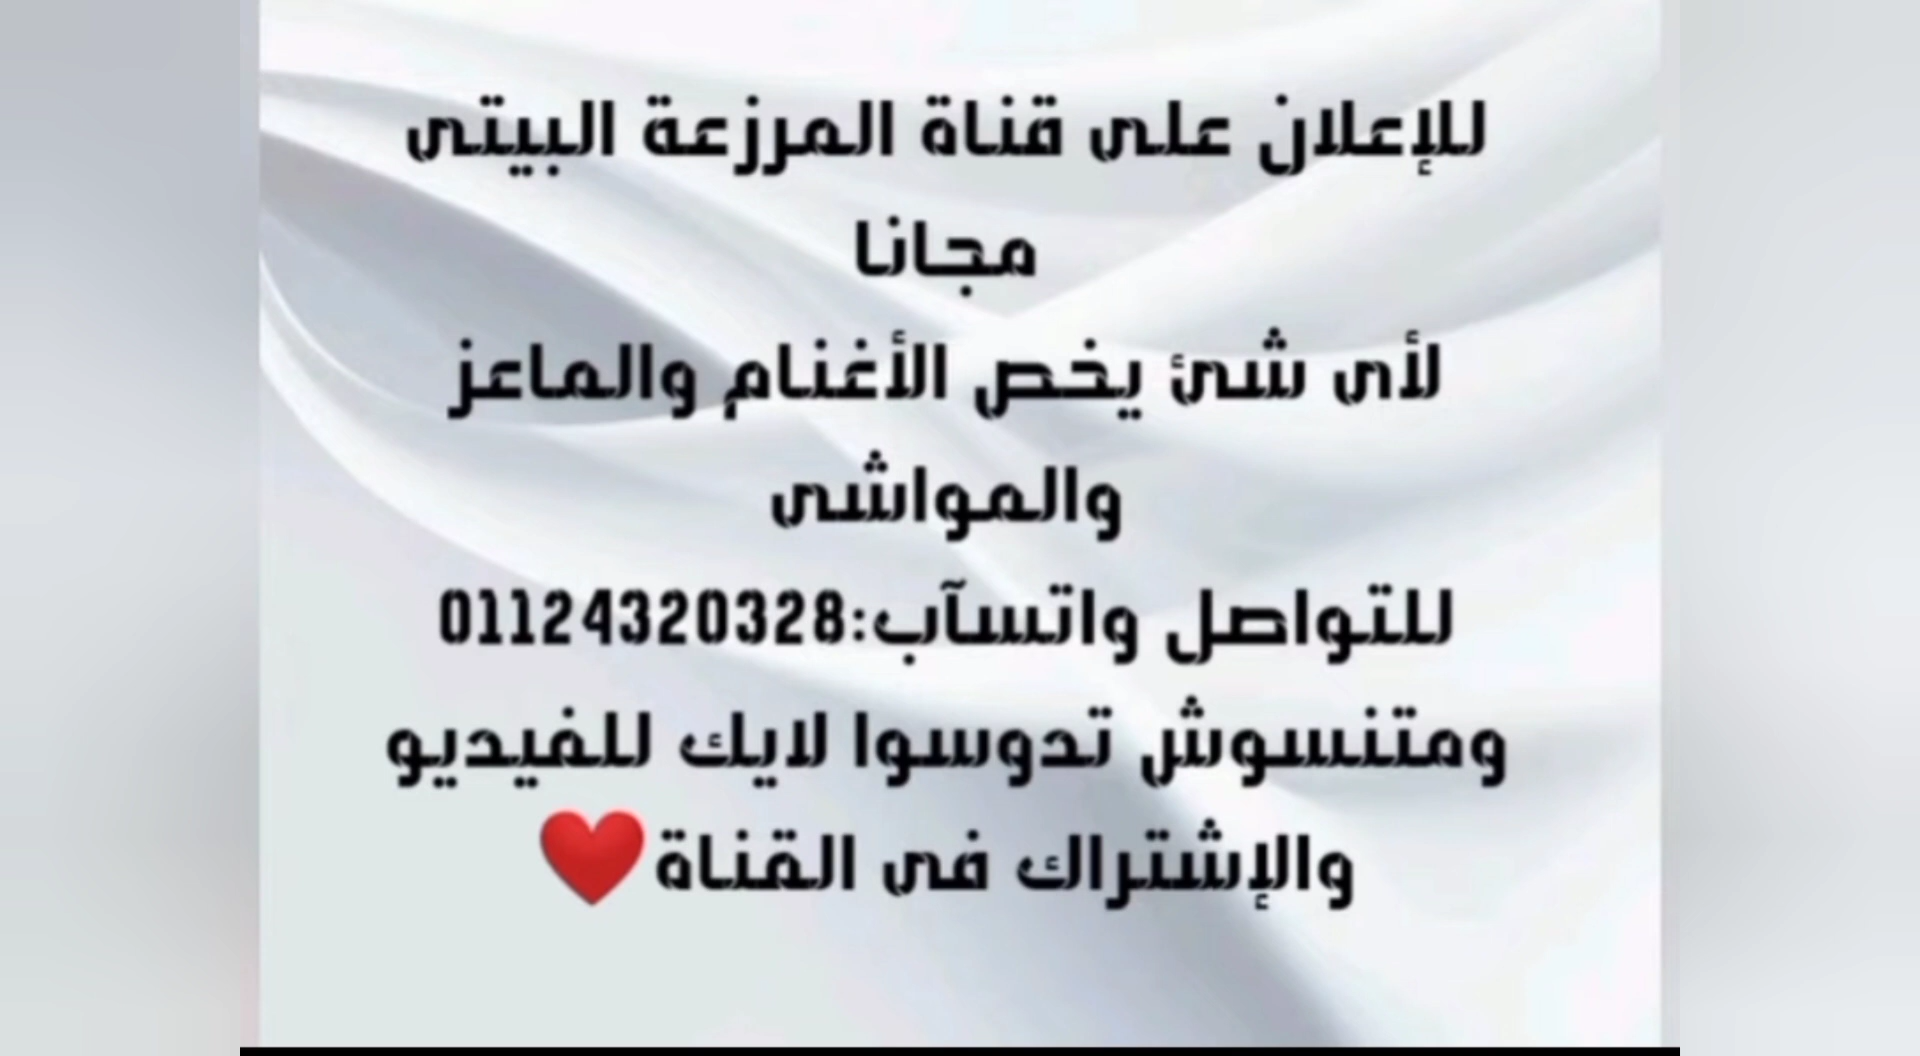 للإعلان على قناة المرزعة البيتى
مجانا
لأى شئ يخص الأغنام والماعز
والمواشى
للتواصل واتسآب:01124320328
ومتنسوش تدوسوا لايك للفيديو
والإشتراك فى القناة❤️